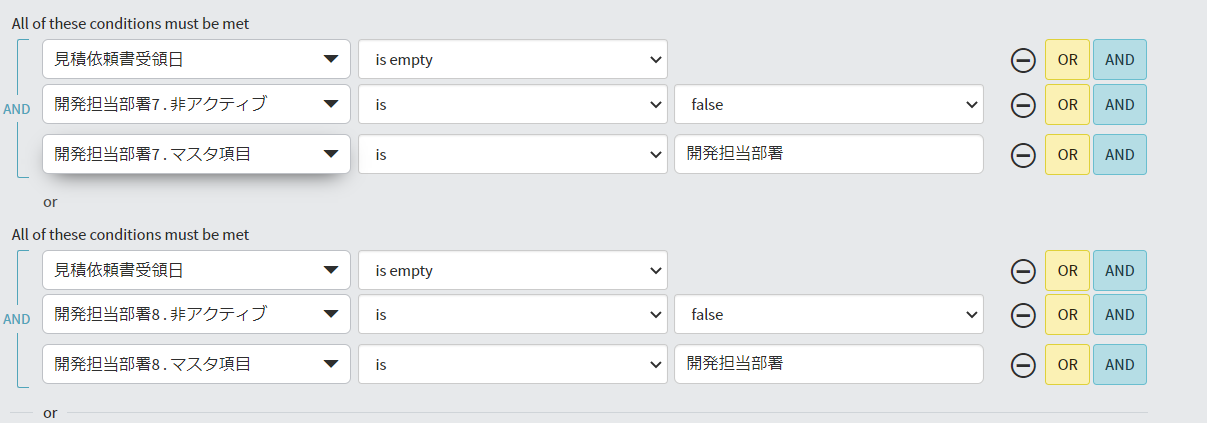 All of these conditions must be met
見積依頼書受領日 is empty OR AND
AND
開発担当部署7.非アクティブ is false OR AND
開発担当部署7.マスタ項目 is 開発担当部署 OR AND
or
All of these conditions must be met
見積依頼書受領日 is empty OR AND
AND
開発担当部署8.非アクティブ is false OR AND
開発担当部署8.マスタ項目 is 開発担当部署 OR AND
or